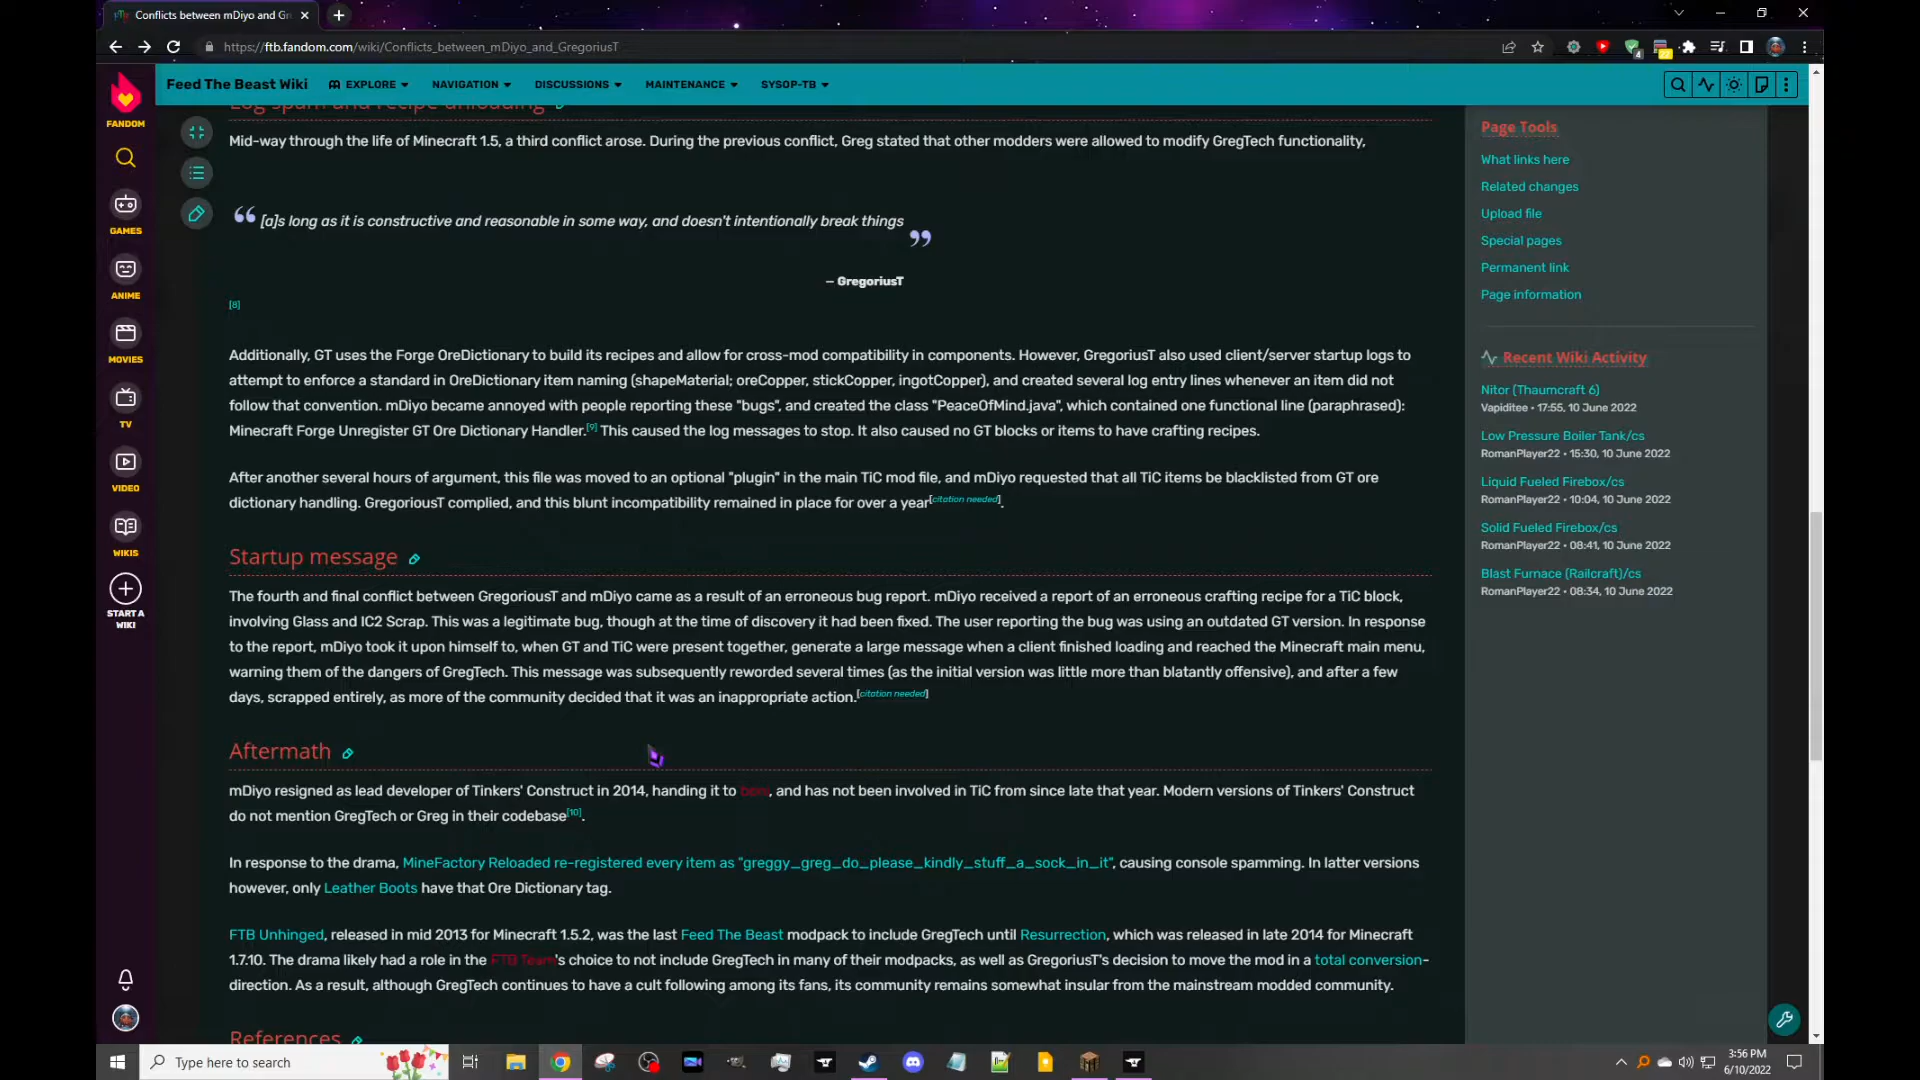 Conflicts between mDiyo and Gr
https://ftb.fandom.com/wiki/Conflicts_between_mDiyo_and_GregoriusT
4
FANDOM
Feed The Beast Wiki
EXPLORE
NAVIGATION
DISCUSSIONS
MAINTENANCE
SYSOP-TB
GAMES
ANIME
MOVIES
TV
VIDEO
WIKIS
START A
WIKI
Log spam and recipe unloading
Mid-way through the life of Minecraft 1.5, a third conflict arose. During the previous conflict, Greg stated that other modders were allowed to modify GregTech functionality,
“ [a]s long as it is constructive and reasonable in some way, and doesn't intentionally break things ”
– GregoriusT
[8]
Additionally, GT uses the Forge OreDictionary to build its recipes and allow for cross-mod compatibility in components. However, GregoriusT also used client/server startup logs to
attempt to enforce a standard in OreDictionary item naming (shapeMaterial; oreCopper, stickCopper, ingotCopper), and created several log entry lines whenever an item did not
follow that convention. mDiyo became annoyed with people reporting these "bugs", and created the class "PeaceOfMind.java", which contained one functional line (paraphrased):
Minecraft Forge Unregister GT Ore Dictionary Handler.[9] This caused the log messages to stop. It also caused no GT blocks or items to have crafting recipes.
After another several hours of argument, this file was moved to an optional "plugin" in the main TiC mod file, and mDiyo requested that all TiC items be blacklisted from GT ore
dictionary handling. GregoriousT complied, and this blunt incompatibility remained in place for over a year[citation needed].
Startup message
The fourth and final conflict between GregoriousT and mDiyo came as a result of an erroneous bug report. mDiyo received a report of an erroneous crafting recipe for a TiC block,
involving Glass and IC2 Scrap. This was a legitimate bug, though at the time of discovery it had been fixed. The user reporting the bug was using an outdated GT version. In response
to the report, mDiyo took it upon himself to, when GT and TiC were present together, generate a large message when a client finished loading and reached the Minecraft main menu,
warning them of the dangers of GregTech. This message was subsequently reworded several times (as the initial version was little more than blatantly offensive), and after a few
days, scrapped entirely, as more of the community decided that it was an inappropriate action.[citation needed]
Aftermath
mDiyo resigned as lead developer of Tinkers' Construct in 2014, handing it to , and has not been involved in TiC from since late that year. Modern versions of Tinkers' Construct
do not mention GregTech or Greg in their codebase[10].
In response to the drama, MineFactory Reloaded re-registered every item as "greggy_greg_do_please_kindly_stuff_a_sock_in_it", causing console spamming. In latter versions
however, only Leather Boots have that Ore Dictionary tag.
FTB Unhinged, released in mid 2013 for Minecraft 1.5.2, was the last Feed The Beast modpack to include GregTech until Resurrection, which was released in late 2014 for Minecraft
1.7.10. The drama likely had a role in the FTB Team's choice to not include GregTech in many of their modpacks, as well as GregoriusT's decision to move the mod in a total conversion-
direction. As a result, although GregTech continues to have a cult following among its fans, its community remains somewhat insular from the mainstream modded community.
References
Page Tools
What links here
Related changes
Upload file
Special pages
Permanent link
Page information
Recent Wiki Activity
Nitor (Thaumcraft 6)
Vapiditee • 17:55, 10 June 2022
Low Pressure Boiler Tank/cs
RomanPlayer22 • 15:30, 10 June 2022
Liquid Fueled Firebox/cs
RomanPlayer22 • 10:04, 10 June 2022
Solid Fueled Firebox/cs
RomanPlayer22 • 08:41, 10 June 2022
Blast Furnace (Railcraft)/cs
RomanPlayer22 • 08:34, 10 June 2022
Type here to search
3:56 PM
6/10/2022